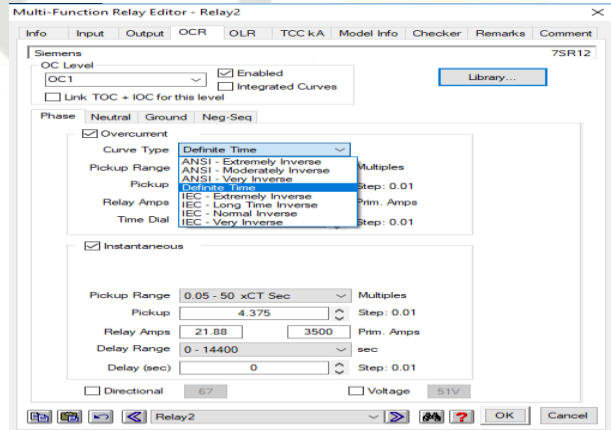 Multi-Function Relay Editor - Relay2
Info Input Output OCR OLR TCC kA Model Info Checker Remarks Comment
Siemens 7SR12
OC Level
OC1 Enabled Library...
Integrated Curves
Link TOC + IOC for this level
Phase Neutral Ground Neg-Seq
Overcurrent
Curve Type Definite Time
ANSI - Extremely Inverse
Pickup Range ANSI - Moderately Inverse Multiples
ANSI - Very Inverse
Pickup Definite Time Step: 0.01
IEC - Extremely Inverse
Relay Amps IEC - Long Time Inverse Prim. Amps
IEC - Normal Inverse
Time Dial IEC - Very Inverse Step: 0.01
Instantaneous
Pickup Range 0.05 - 50 xCT Sec Multiples
Pickup 4.375 Step: 0.01
Relay Amps 21.88 3500 Prim. Amps
Delay Range 0 - 14400 sec
Delay (sec) 0 Step: 0.01
Directional 67 Voltage 51V
Relay2 ? OK Cancel